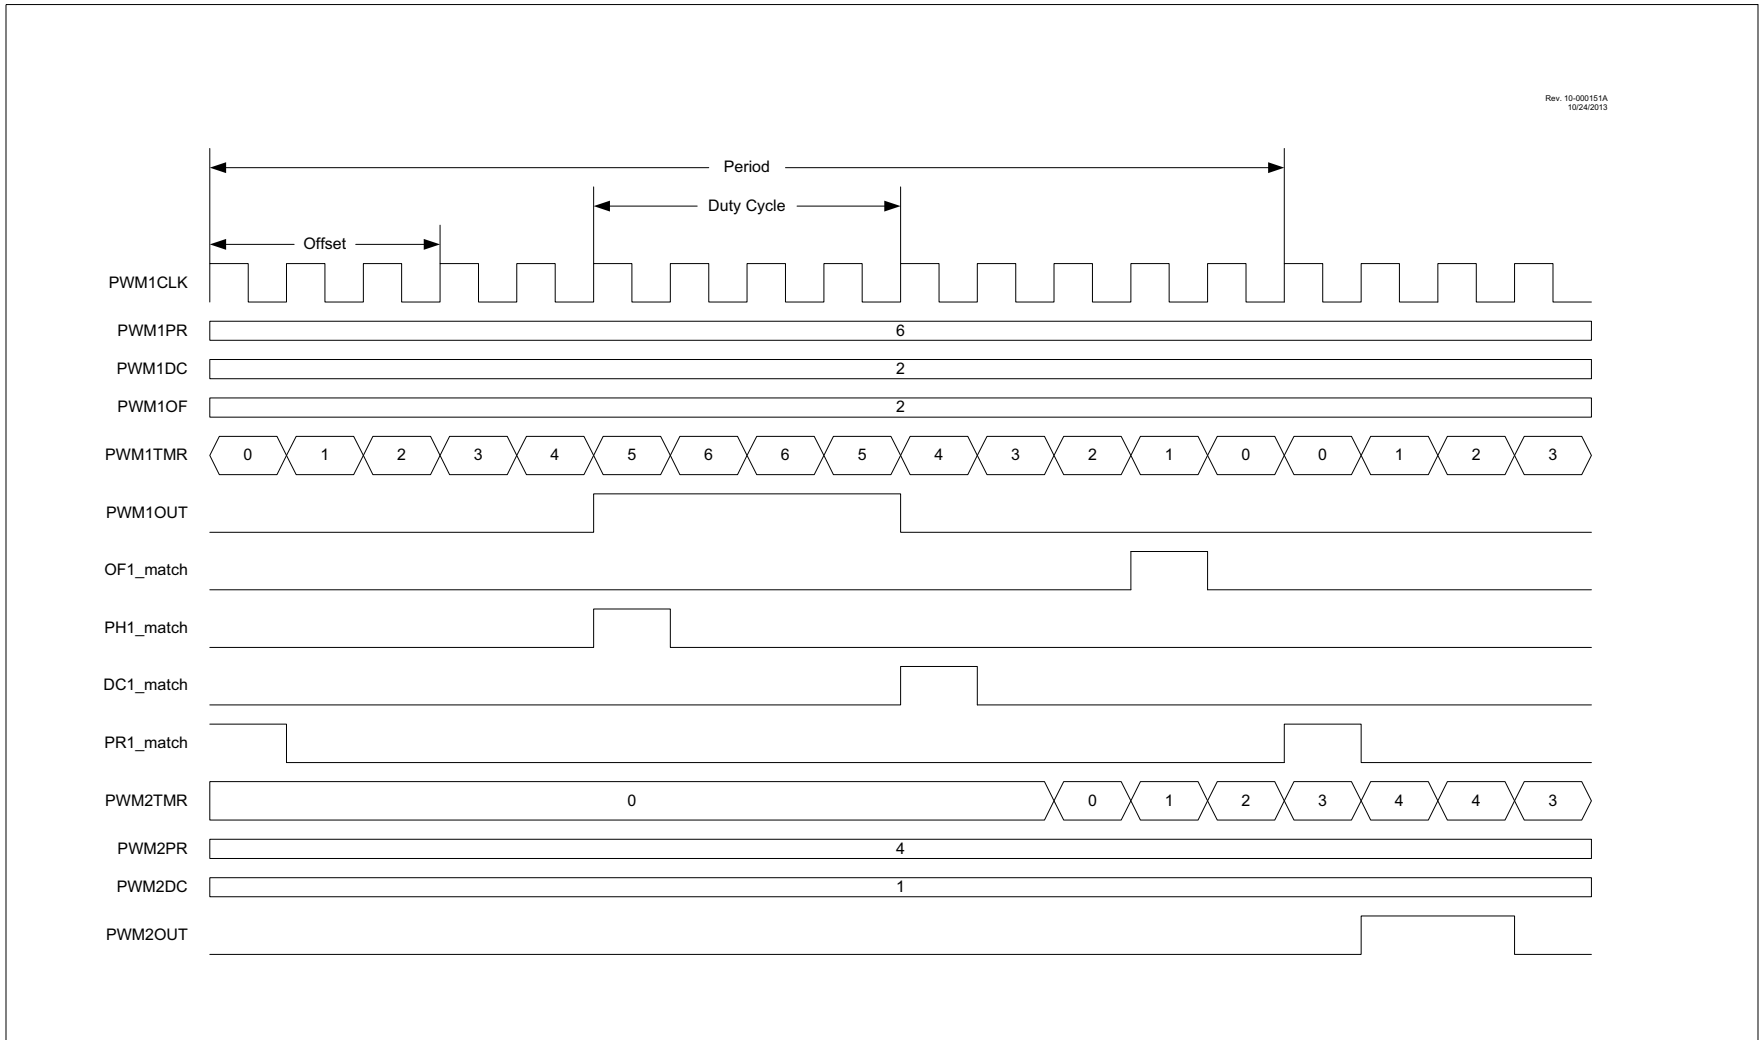 Rev. 10-000151A
10/24/2013
Period
Duty Cycle
Offset
PWM1CLK
PWM1PR 6
PWM1DC 2
PWM1OF 2
PWM1TMR 0 1 2 3 4 5 6 6 5 4 3 2 1 0 0 1 2 3
PWM1OUT
OF1_match
PH1_match
DC1_match
PR1_match
PWM2TMR 0 0 1 2 3 4 4 3
PWM2PR 4
PWM2DC 1
PWM2OUT